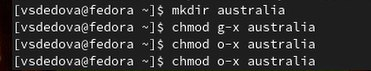 [vsdedova@fedora ~]$ mkdir australia
[vsdedova@fedora ~]$ chmod g-x australia
[vsdedova@fedora ~]$ chmod o-x australia
[vsdedova@fedora ~]$ chmod o-x australia